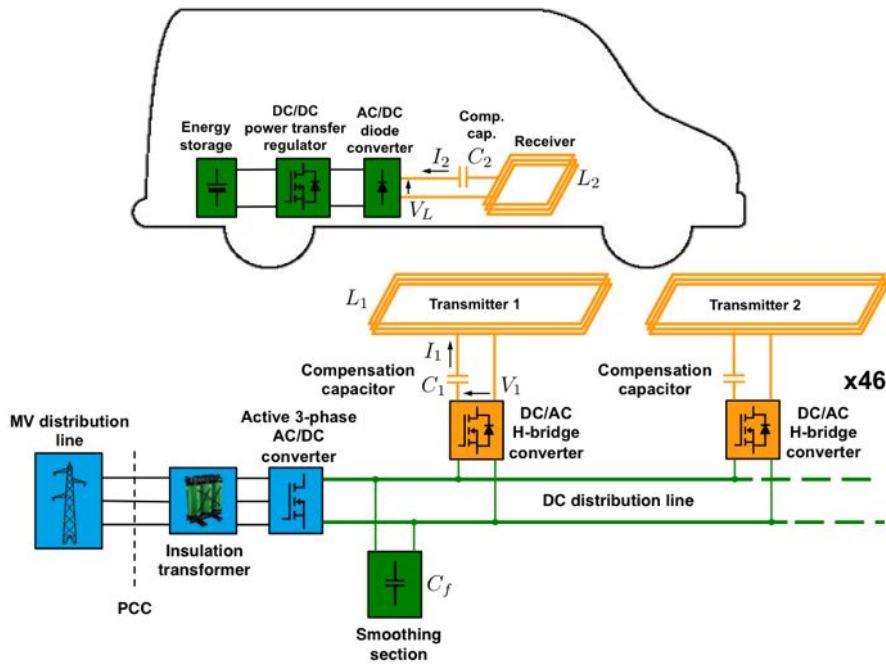 Energy
storage
DC/DC
power transfer
regulator
AC/DC
diode
converter
Comp.
cap.
Receiver
I₂
C₂
L₂
V_L
L₁
Transmitter 1
Transmitter 2
I₁
Compensation
capacitor
C₁
V₁
Compensation
capacitor
x46
MV distribution
line
Active 3-phase
AC/DC
converter
DC/AC
H-bridge
converter
DC/AC
H-bridge
converter
DC distribution line
Insulation
transformer
PCC
C_f
Smoothing
section